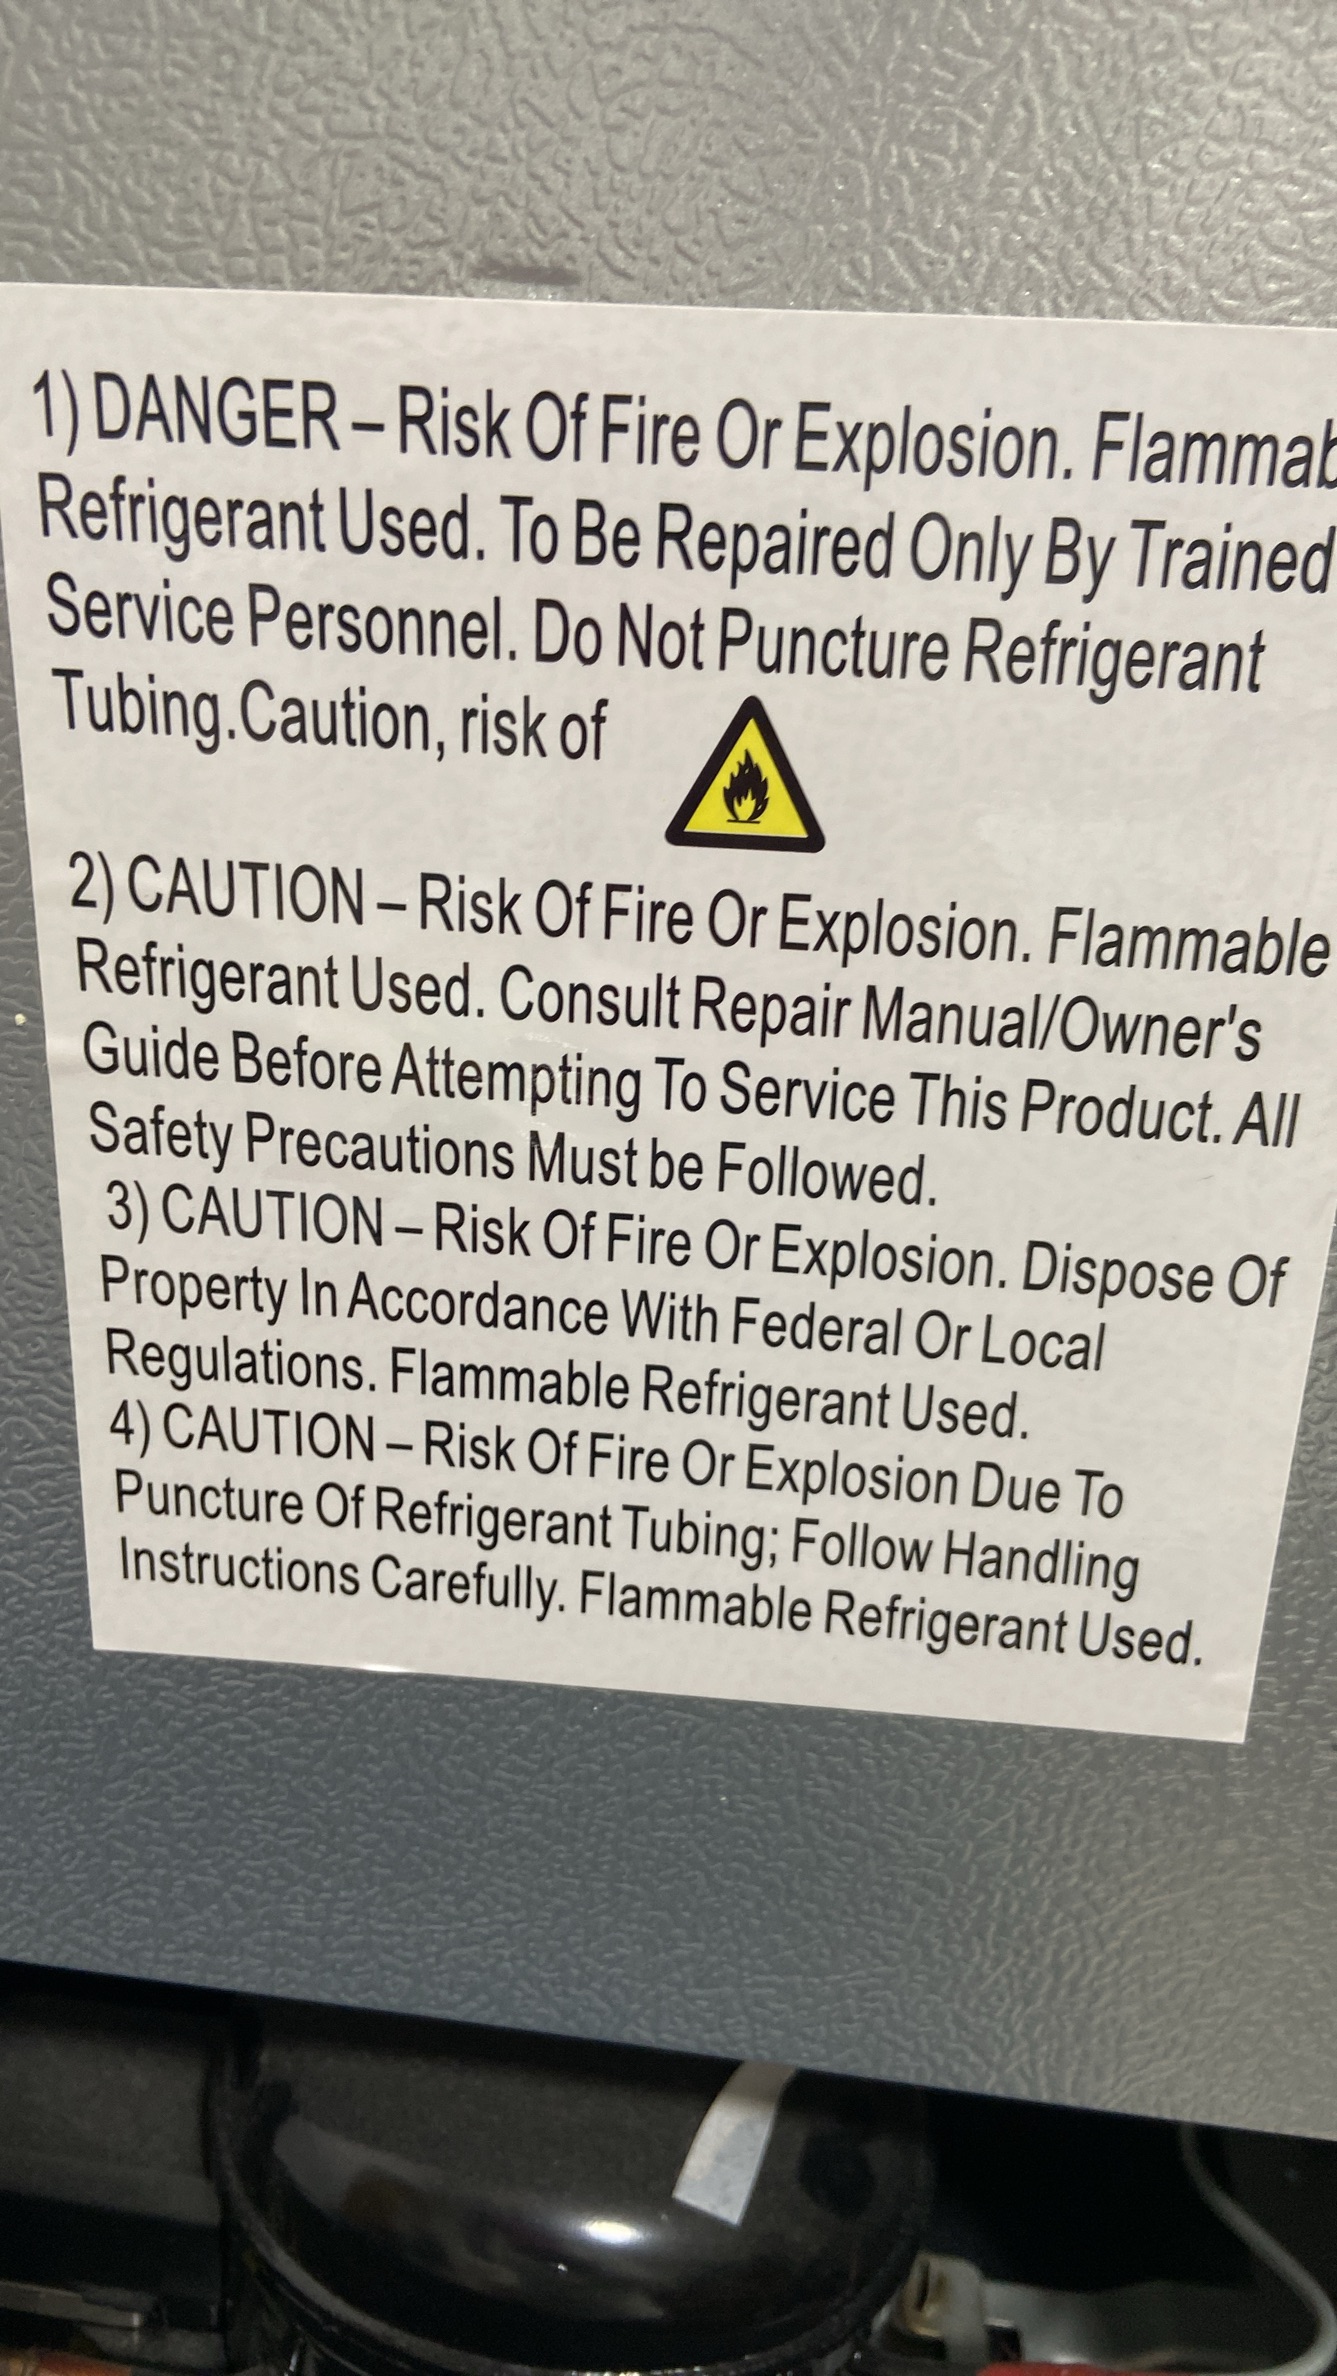 1) DANGER – Risk Of Fire Or Explosion. Flammab
Refrigerant Used. To Be Repaired Only By Trained
Service Personnel. Do Not Puncture Refrigerant
Tubing.Caution, risk of
2) CAUTION – Risk Of Fire Or Explosion. Flammable
Refrigerant Used. Consult Repair Manual/Owner's
Guide Before Attempting To Service This Product. All
Safety Precautions Must be Followed.
3) CAUTION – Risk Of Fire Or Explosion. Dispose Of
Property In Accordance With Federal Or Local
Regulations. Flammable Refrigerant Used.
4) CAUTION – Risk Of Fire Or Explosion Due To
Puncture Of Refrigerant Tubing; Follow Handling
Instructions Carefully. Flammable Refrigerant Used.